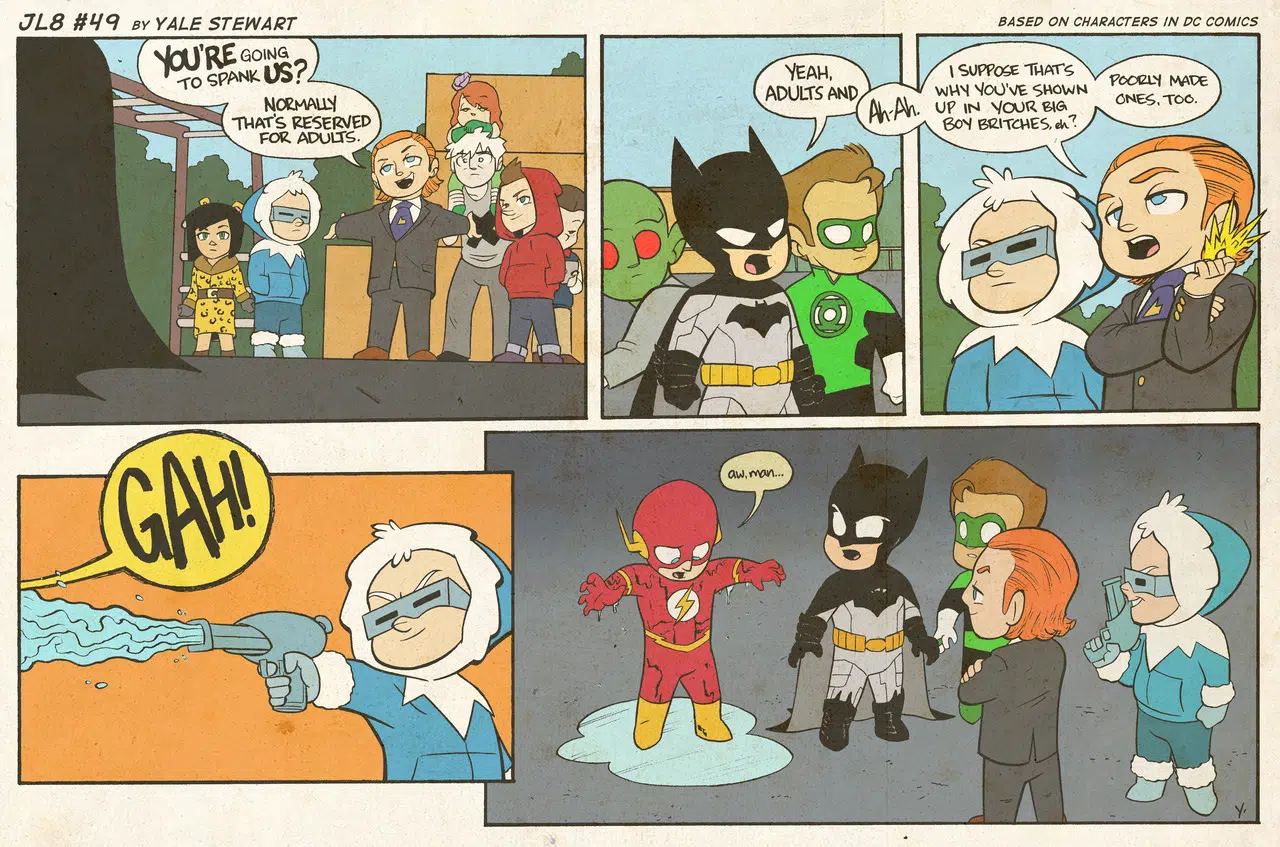 JL8 #49 BY YALE STEWART
BASED ON CHARACTERS IN DC COMICS
YOU'RE GOING
TO SPANK US?
NORMALLY
THAT'S RESERVED
FOR ADULTS.
YEAH,
ADULTS AND
Ah-Ah.
I SUPPOSE THAT'S
WHY YOU'VE SHOWN
UP IN YOUR BIG
BOY BRITCHES, eh?
POORLY MADE
ONES, TOO.
GAH!
aw, man...
Y.